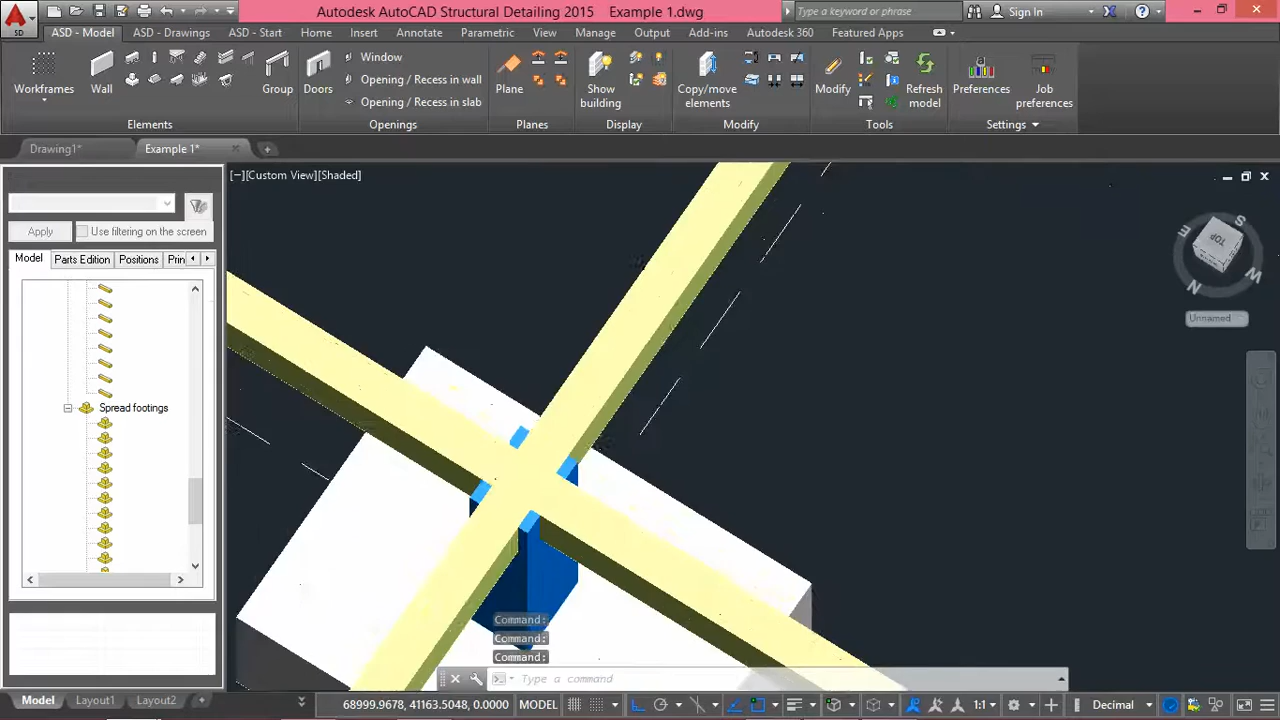 Autodesk AutoCAD Structural Detailing 2015 Example 1.dwg
Type a keyword or phrase
Sign In
SD
ASD - Model
ASD - Drawings
ASD - Start
Home
Insert
Annotate
Parametric
View
Manage
Output
Add-ins
Autodesk 360
Featured Apps
Workframes
Wall
Group
Elements
Doors
Window
Opening / Recess in wall
Opening / Recess in slab
Openings
Plane
Planes
Show building
Display
Copy/move elements
Modify
Modify
Refresh model
Tools
Preferences
Job preferences
Settings
Drawing1*
Example 1*
[−][Custom View][Shaded]
Apply
Use filtering on the screen
Model
Parts Edition
Positions
Prin
Spread footings
TOP
S
E
W
N
Unnamed
Command:
Command:
Command:
Type a command
Model
Layout1
Layout2
68999.9678, 41163.5048, 0.0000
MODEL
1:1
Decimal